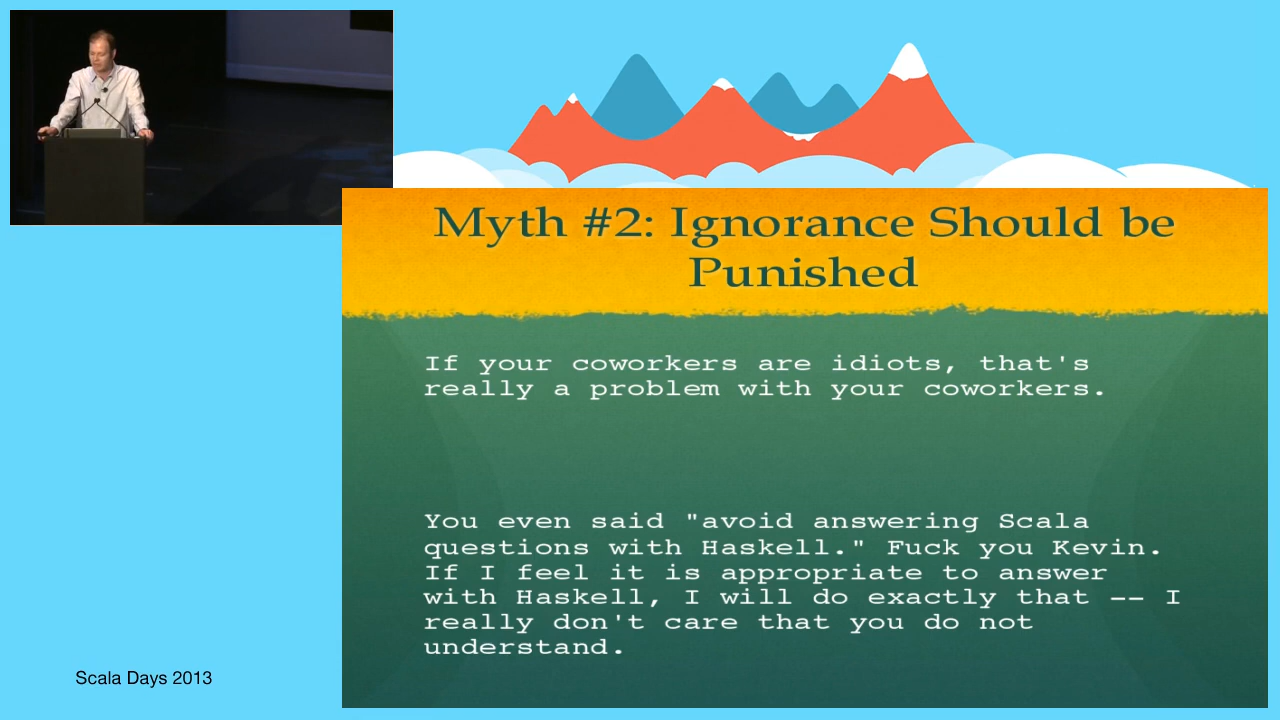 Myth #2: Ignorance Should be
Punished
If your coworkers are idiots, that's
really a problem with your coworkers.
You even said "avoid answering Scala
questions with Haskell." Fuck you Kevin.
If I feel it is appropriate to answer
with Haskell, I will do exactly that -- I
really don't care that you do not
understand.
Scala Days 2013